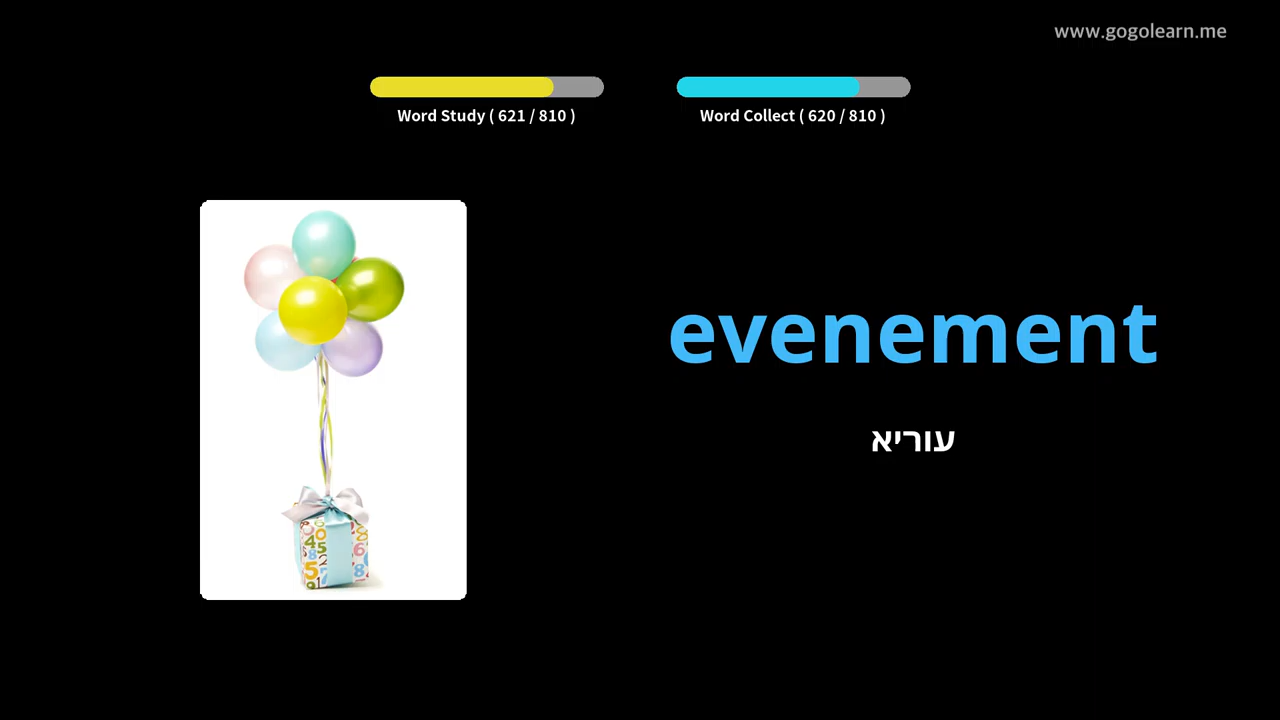 www.gogolearn.me
Word Study ( 621 / 810 )
Word Collect ( 620 / 810 )
evenement
עוריא